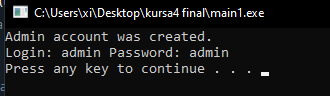 C:\Users\xi\Desktop\kursa4 final\main1.exe
Admin account was created.
Login: admin Password: admin
Press any key to continue . . .